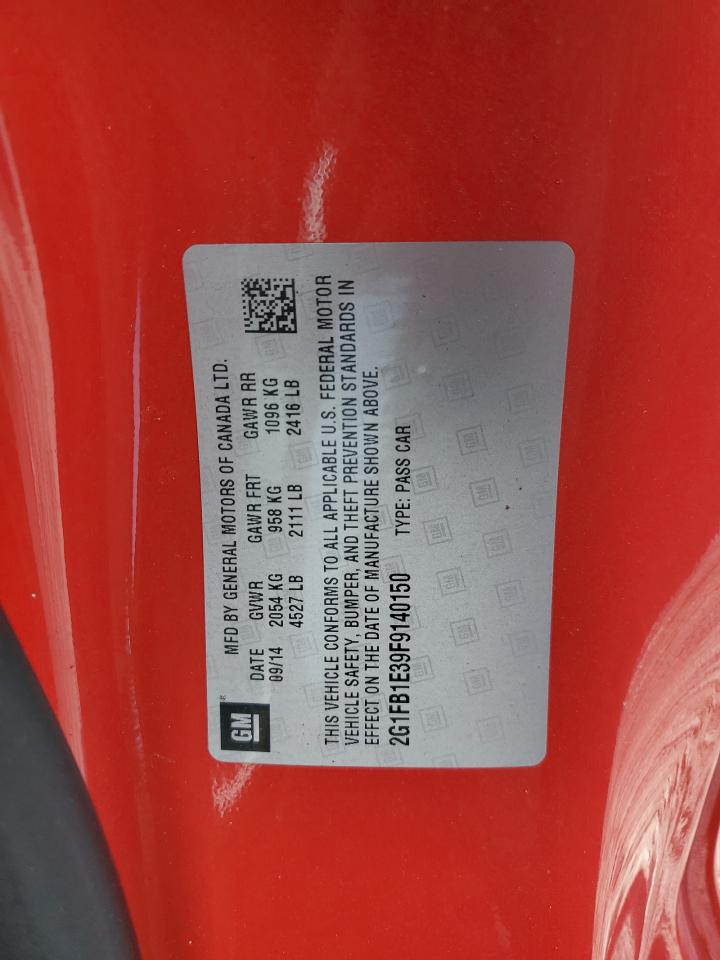 GM ®
MFD BY GENERAL MOTORS OF CANADA LTD.
DATE GVWR GAWR FRT GAWR RR
09/14 2054 KG 958 KG 1096 KG
4527 LB 2111 LB 2416 LB
THIS VEHICLE CONFORMS TO ALL APPLICABLE U.S. FEDERAL MOTOR
VEHICLE SAFETY, BUMPER, AND THEFT PREVENTION STANDARDS IN
EFFECT ON THE DATE OF MANUFACTURE SHOWN ABOVE.
2G1FB1E39F9140150 TYPE: PASS CAR